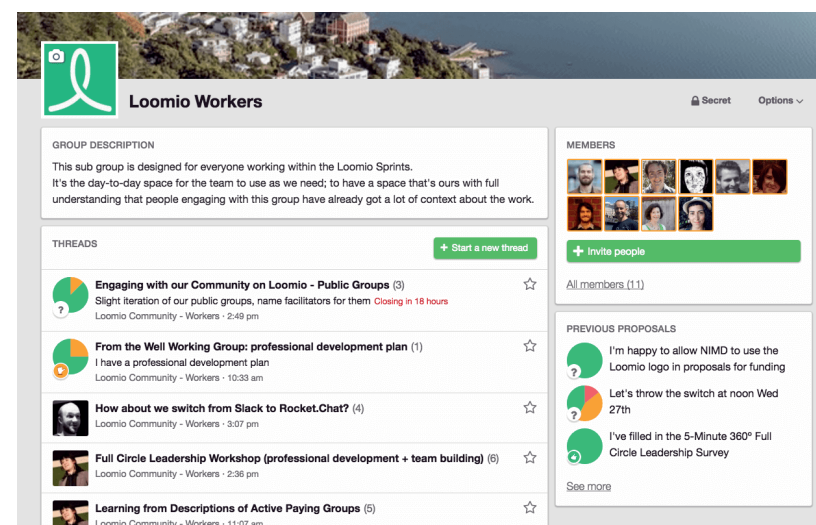 Loomio Workers
Secret
Options
GROUP DESCRIPTION
This sub group is designed for everyone working within the Loomio Sprints.
It's the day-to-day space for the team to use as we need; to have a space that's ours with full
understanding that people engaging with this group have already got a lot of context about the work.
THREADS
+ Start a new thread
Engaging with our Community on Loomio - Public Groups (3)
Slight iteration of our public groups, name facilitators for them Closing in 18 hours
Loomio Community - Workers · 2:49 pm
?
From the Well Working Group: professional development plan (1)
I have a professional development plan
Loomio Community - Workers · 10:33 am
How about we switch from Slack to Rocket.Chat? (4)
Loomio Community - Workers · 3:07 pm
Full Circle Leadership Workshop (professional development + team building) (6)
Loomio Community - Workers · 2:36 pm
Learning from Descriptions of Active Paying Groups (5)
Loomio Community - Workers · 11:07 am
MEMBERS
+ Invite people
All members (11)
PREVIOUS PROPOSALS
I'm happy to allow NIMD to use the
? Loomio logo in proposals for funding
Let's throw the switch at noon Wed
? 27th
I've filled in the 5-Minute 360º Full
Circle Leadership Survey
See more